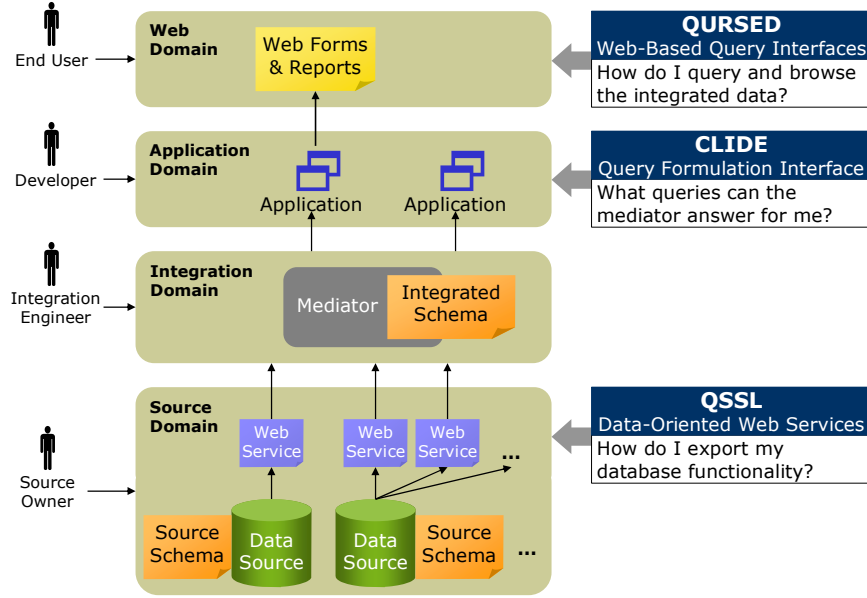 End User
Web
Domain
Web Forms
& Reports
QURSED
Web-Based Query Interfaces
How do I query and browse
the integrated data?
Developer
Application
Domain
Application
Application
CLIDE
Query Formulation Interface
What queries can the
mediator answer for me?
Integration
Engineer
Integration
Domain
Mediator
Integrated
Schema
Source
Owner
Source
Domain
Web
Service
Web
Service
Web
Service
...
Source
Schema
Data
Source
Data
Source
Source
Schema
...
QSSL
Data-Oriented Web Services
How do I export my
database functionality?